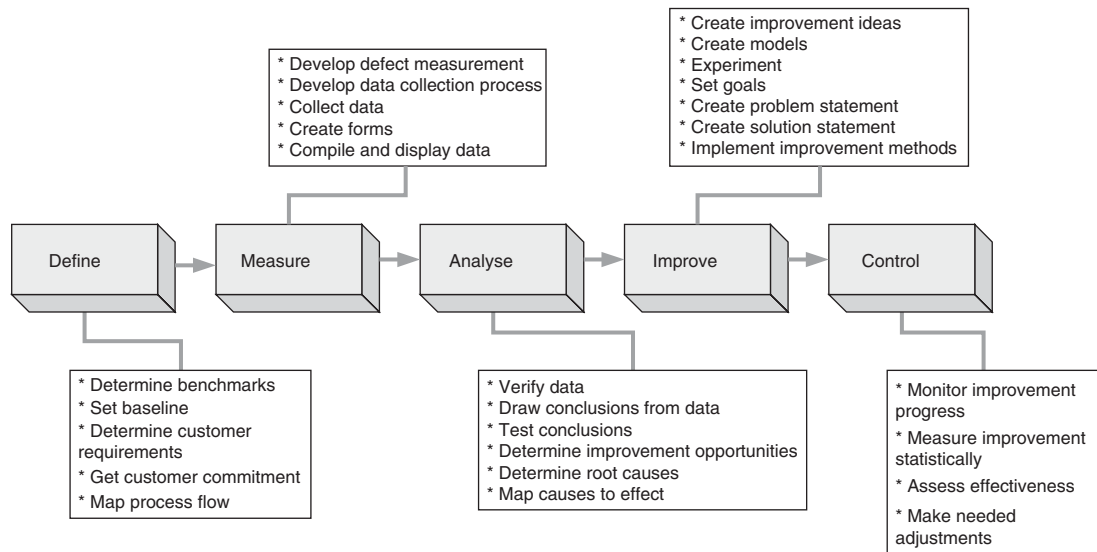 * Create improvement ideas
* Create models
* Experiment
* Set goals
* Create problem statement
* Create solution statement
* Implement improvement methods
* Develop defect measurement
* Develop data collection process
* Collect data
* Create forms
* Compile and display data
Define
Measure
Analyse
Improve
Control
* Determine benchmarks
* Set baseline
* Determine customer
requirements
* Get customer commitment
* Map process flow
* Verify data
* Draw conclusions from data
* Test conclusions
* Determine improvement opportunities
* Determine root causes
* Map causes to effect
* Monitor improvement
progress
* Measure improvement
statistically
* Assess effectiveness
* Make needed
adjustments